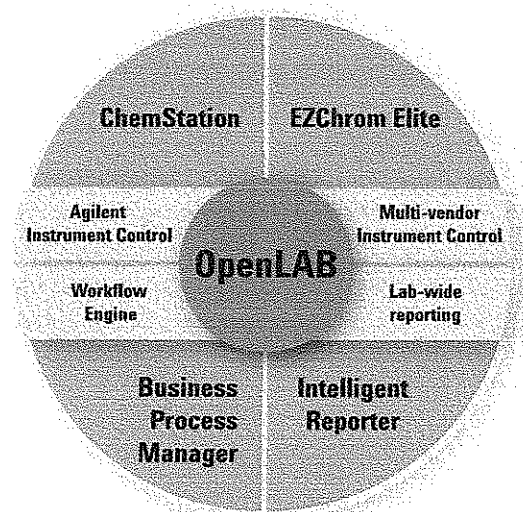 ChemStation
EZChrom Elite
Agilent
Instrument Control
Multi-vendor
Instrument Control
OpenLAB
Workflow
Engine
Lab-wide
reporting
Business
Process
Manager
Intelligent
Reporter